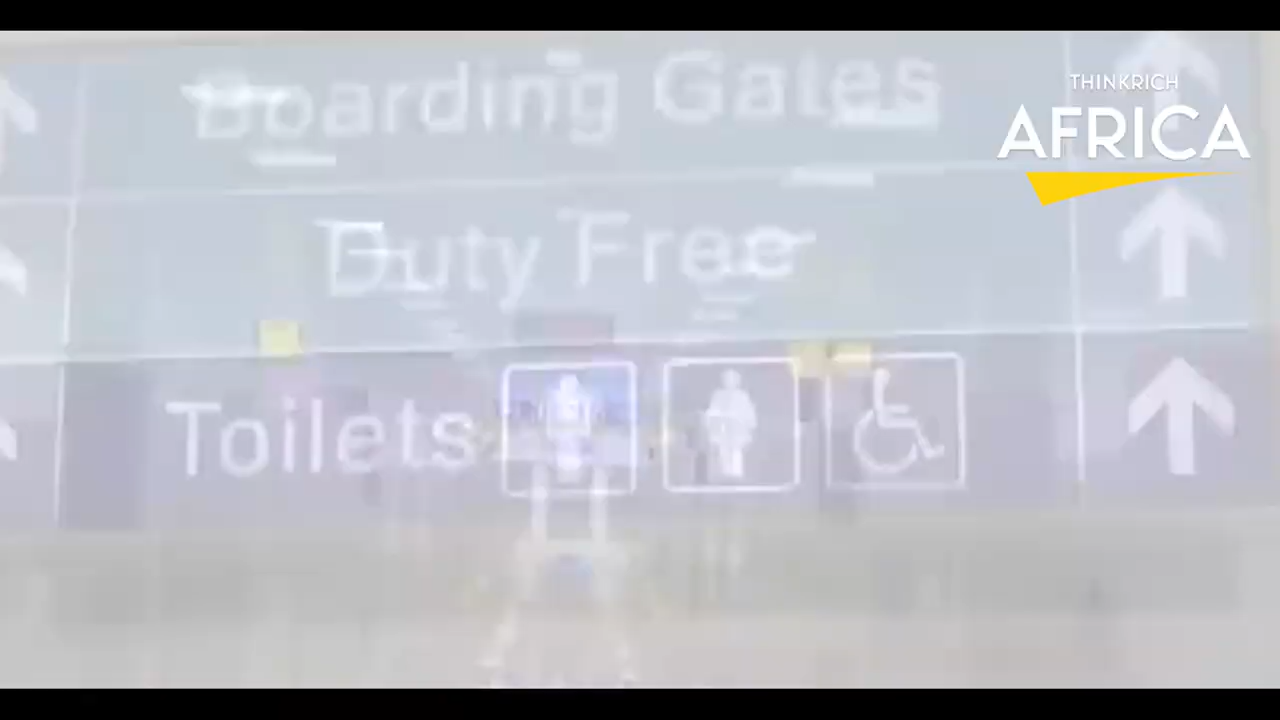 Boarding Gates
THINKRICH
AFRICA
Duty Free
Toilets